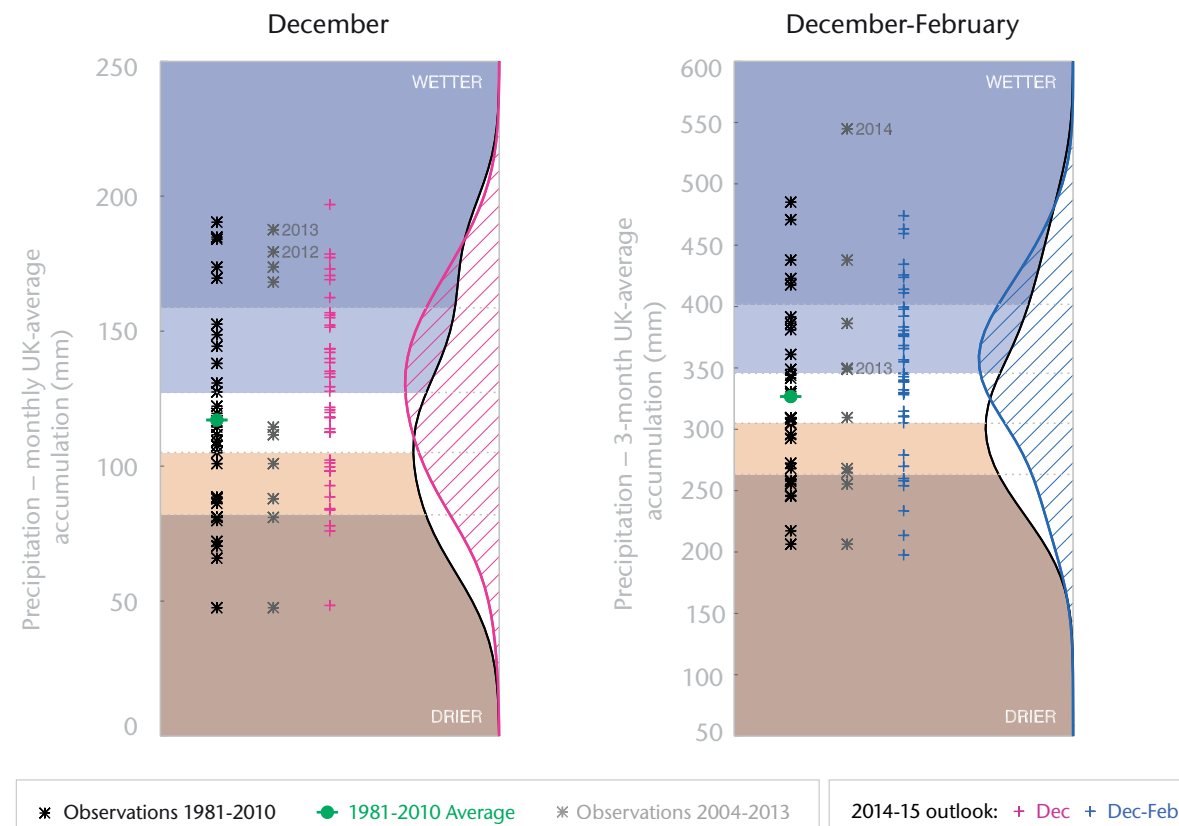 December
December-February
Precipitation – monthly UK-average
accumulation (mm)
250
200
150
100
50
0
WETTER
2013
2012
DRIER
Precipitation – 3-month UK-average
accumulation (mm)
600
550
500
450
400
350
300
250
200
150
100
50
WETTER
2014
2013
DRIER
Observations 1981-2010 1981-2010 Average Observations 2004-2013
2014-15 outlook: + Dec + Dec-Feb